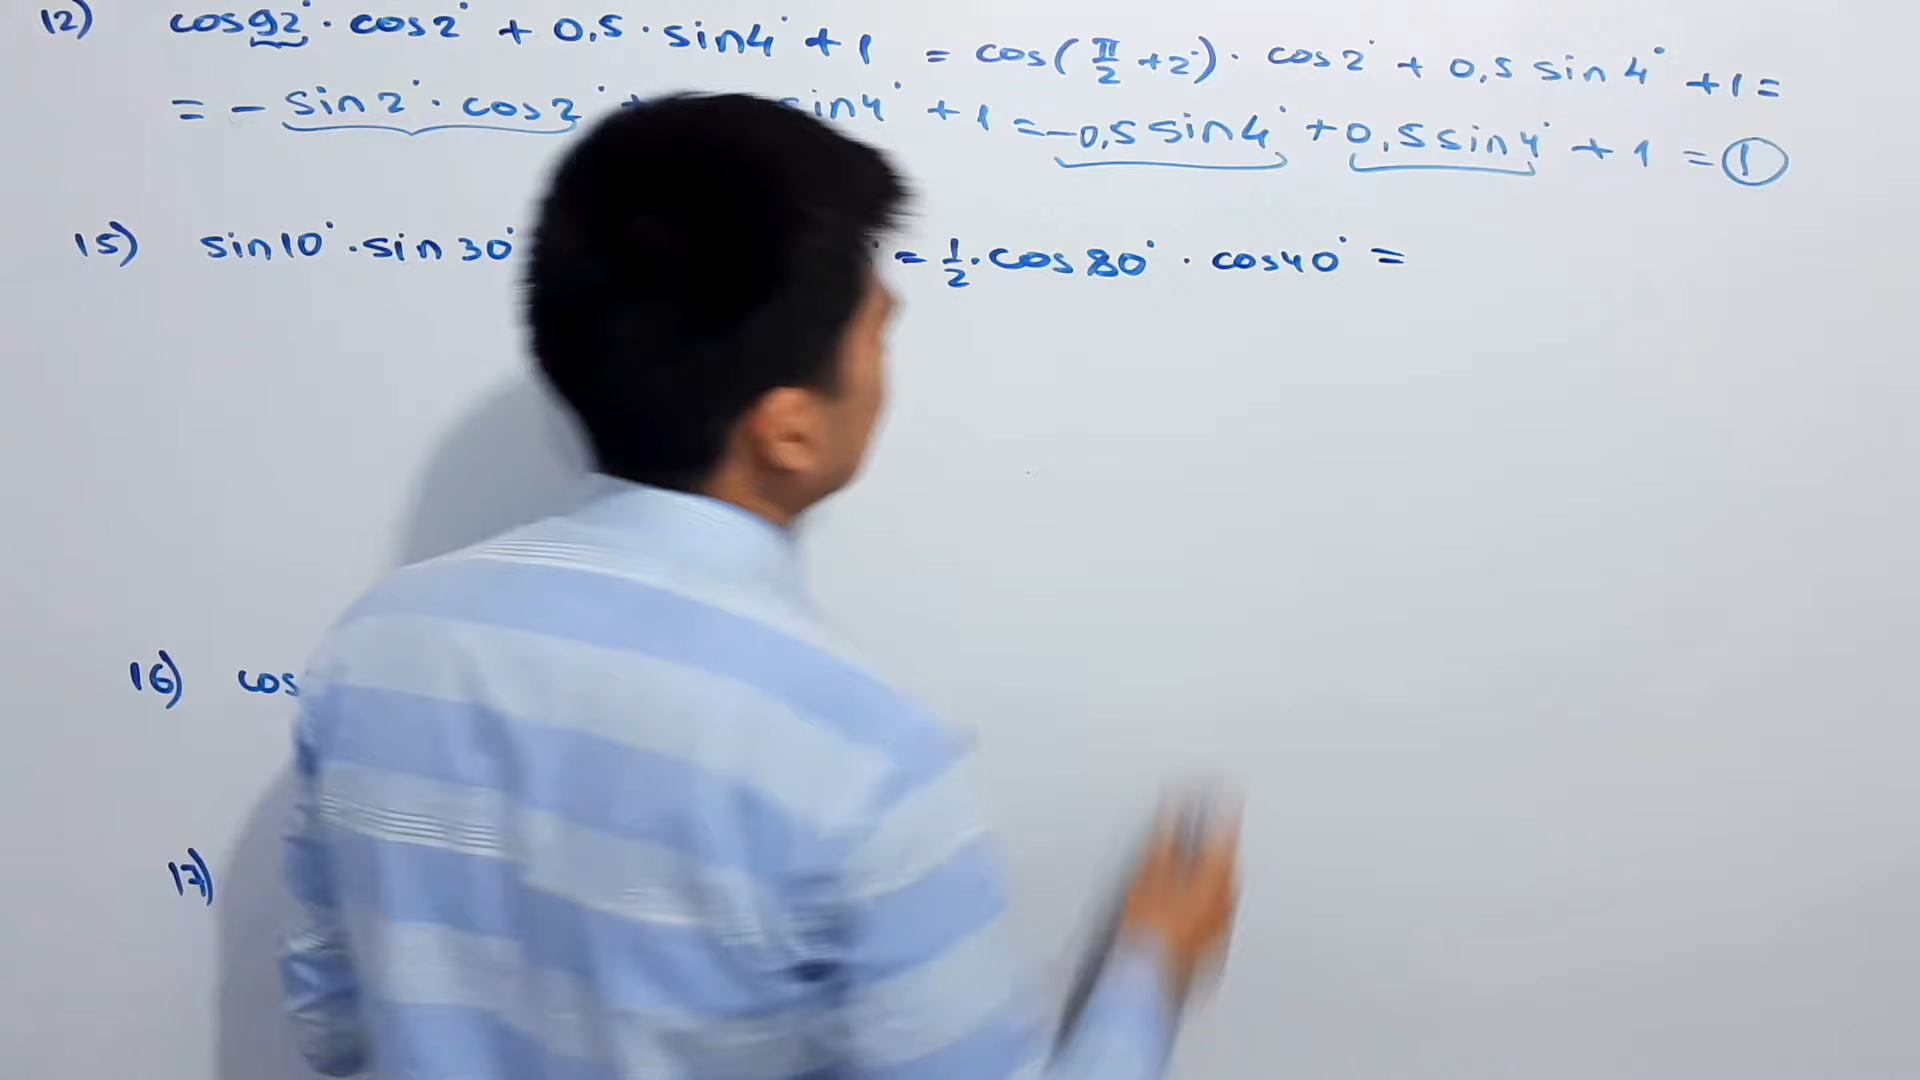 12) cos92° · cos2° + 0,5 · sin4° + 1 = cos(π/2 + 2°) · cos2° + 0,5 sin4° + 1 =
= - sin2° · cos2° sin4° + 1 = -0,5 sin4° + 0,5 sin4° + 1 = 1
15) sin10° · sin30° = 1/2 · cos80° · cos40° =
16) cos
17)